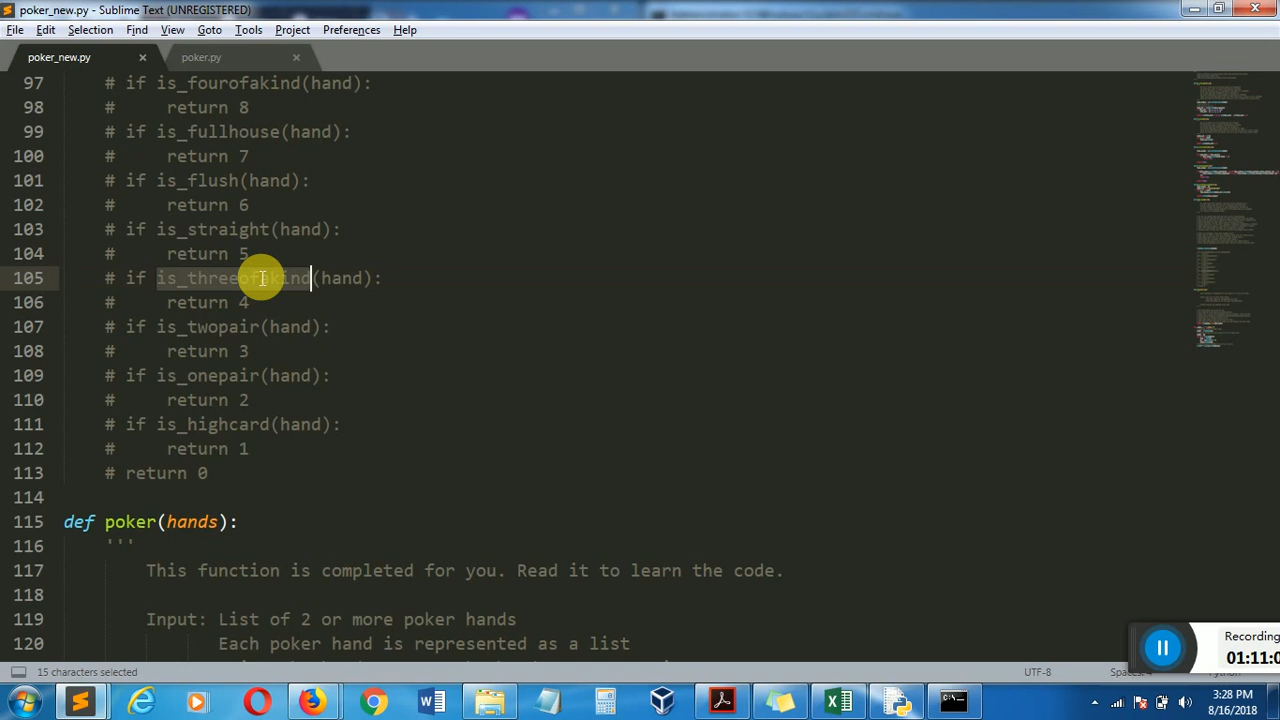 poker_new.py - Sublime Text (UNREGISTERED)
File Edit Selection Find View Goto Tools Project Preferences Help
poker_new.py × poker.py ×
97 # if is_fourofakind(hand):
98 # return 8
99 # if is_fullhouse(hand):
100 # return 7
101 # if is_flush(hand):
102 # return 6
103 # if is_straight(hand):
104 # return 5
105 # if is_threeofakind(hand):
106 # return 4
107 # if is_twopair(hand):
108 # return 3
109 # if is_onepair(hand):
110 # return 2
111 # if is_highcard(hand):
112 # return 1
113 # return 0
114
115 def poker(hands):
116 '''
117 This function is completed for you. Read it to learn the code.
118
119 Input: List of 2 or more poker hands
120 Each poker hand is represented as a list
Recording
01:11:0
15 characters selected UTF-8
3:28 PM
8/16/2018